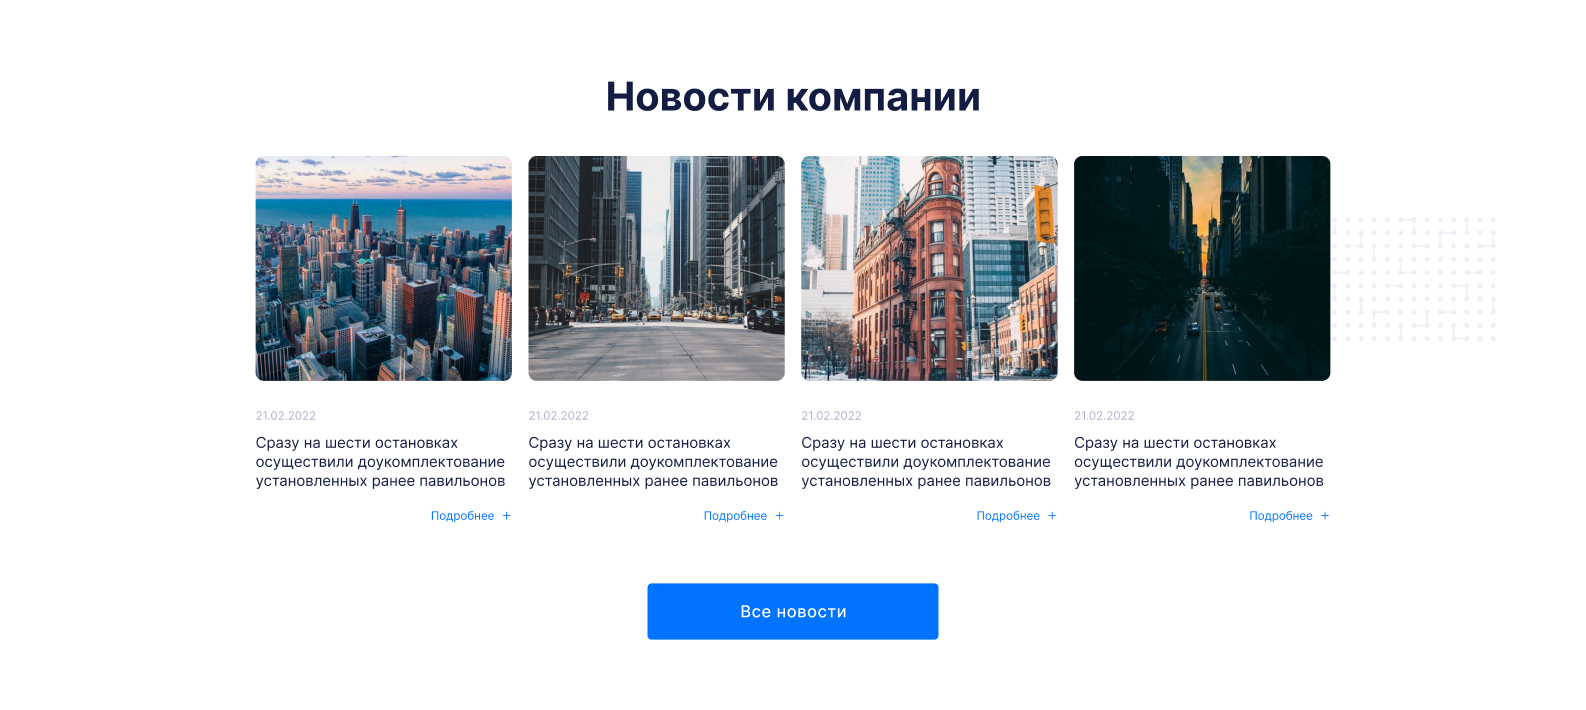 Новости компании
21.02.2022
Сразу на шести остановках
осуществили доукомплектование
установленных ранее павильонов
Подробнее +
21.02.2022
Сразу на шести остановках
осуществили доукомплектование
установленных ранее павильонов
Подробнее +
21.02.2022
Сразу на шести остановках
осуществили доукомплектование
установленных ранее павильонов
Подробнее +
21.02.2022
Сразу на шести остановках
осуществили доукомплектование
установленных ранее павильонов
Подробнее +
Все новости